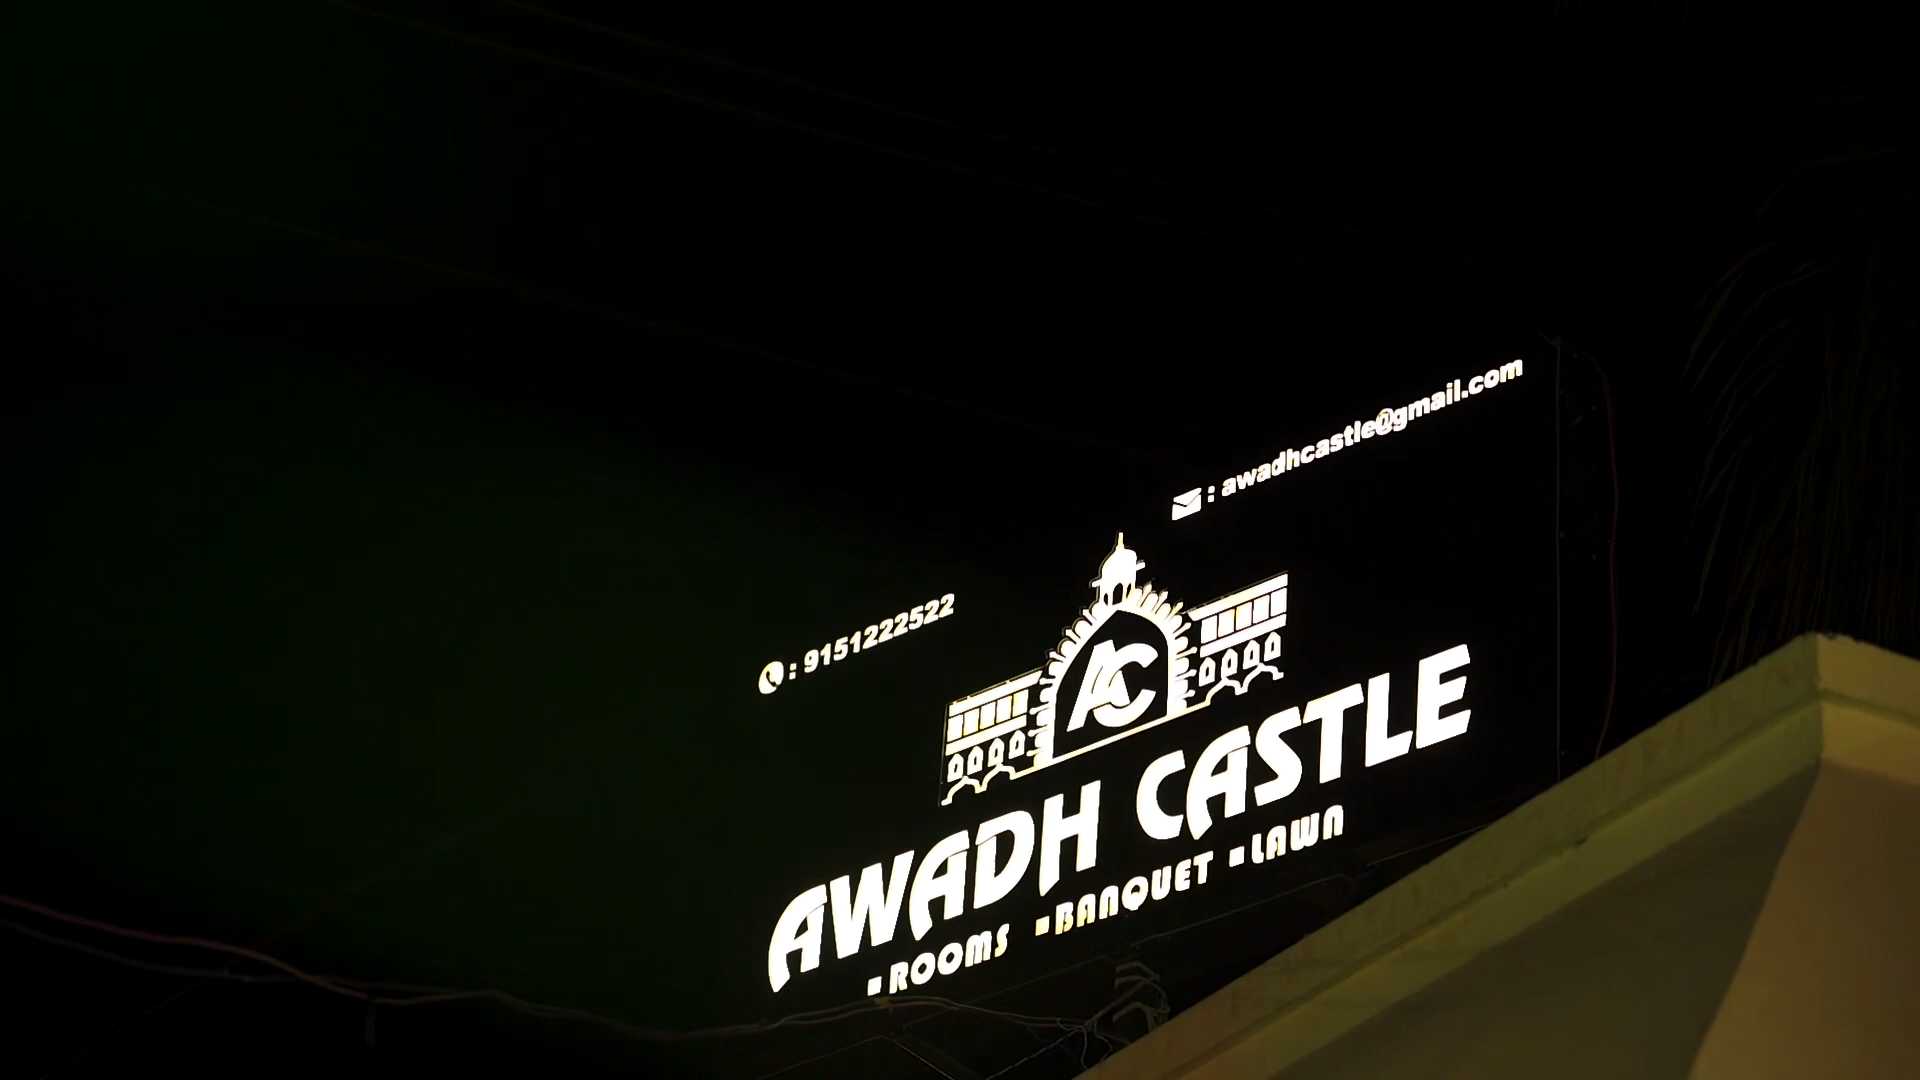 : awadhcastle@gmail.com
: 9151222522
AC
AWADH CASTLE
▪ROOMS ▪BANQUET ▪LAWN